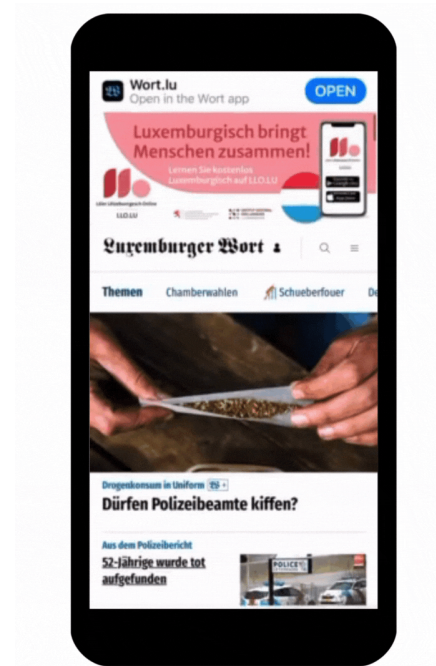 Wort.lu
Open in the Wort app
OPEN
Luxemburgisch bringt
Menschen zusammen!
Lernen Sie kostenlos
Luxemburgisch auf LLO.LU
LLO.LU
Luxemburger Wort
Themen Chamberwahlen Schueberfouer De
Drogenkonsum in Uniform
Dürfen Polizeibeamte kiffen?
Aus dem Polizeibericht
52-Jährige wurde tot
aufgefunden
POLICE